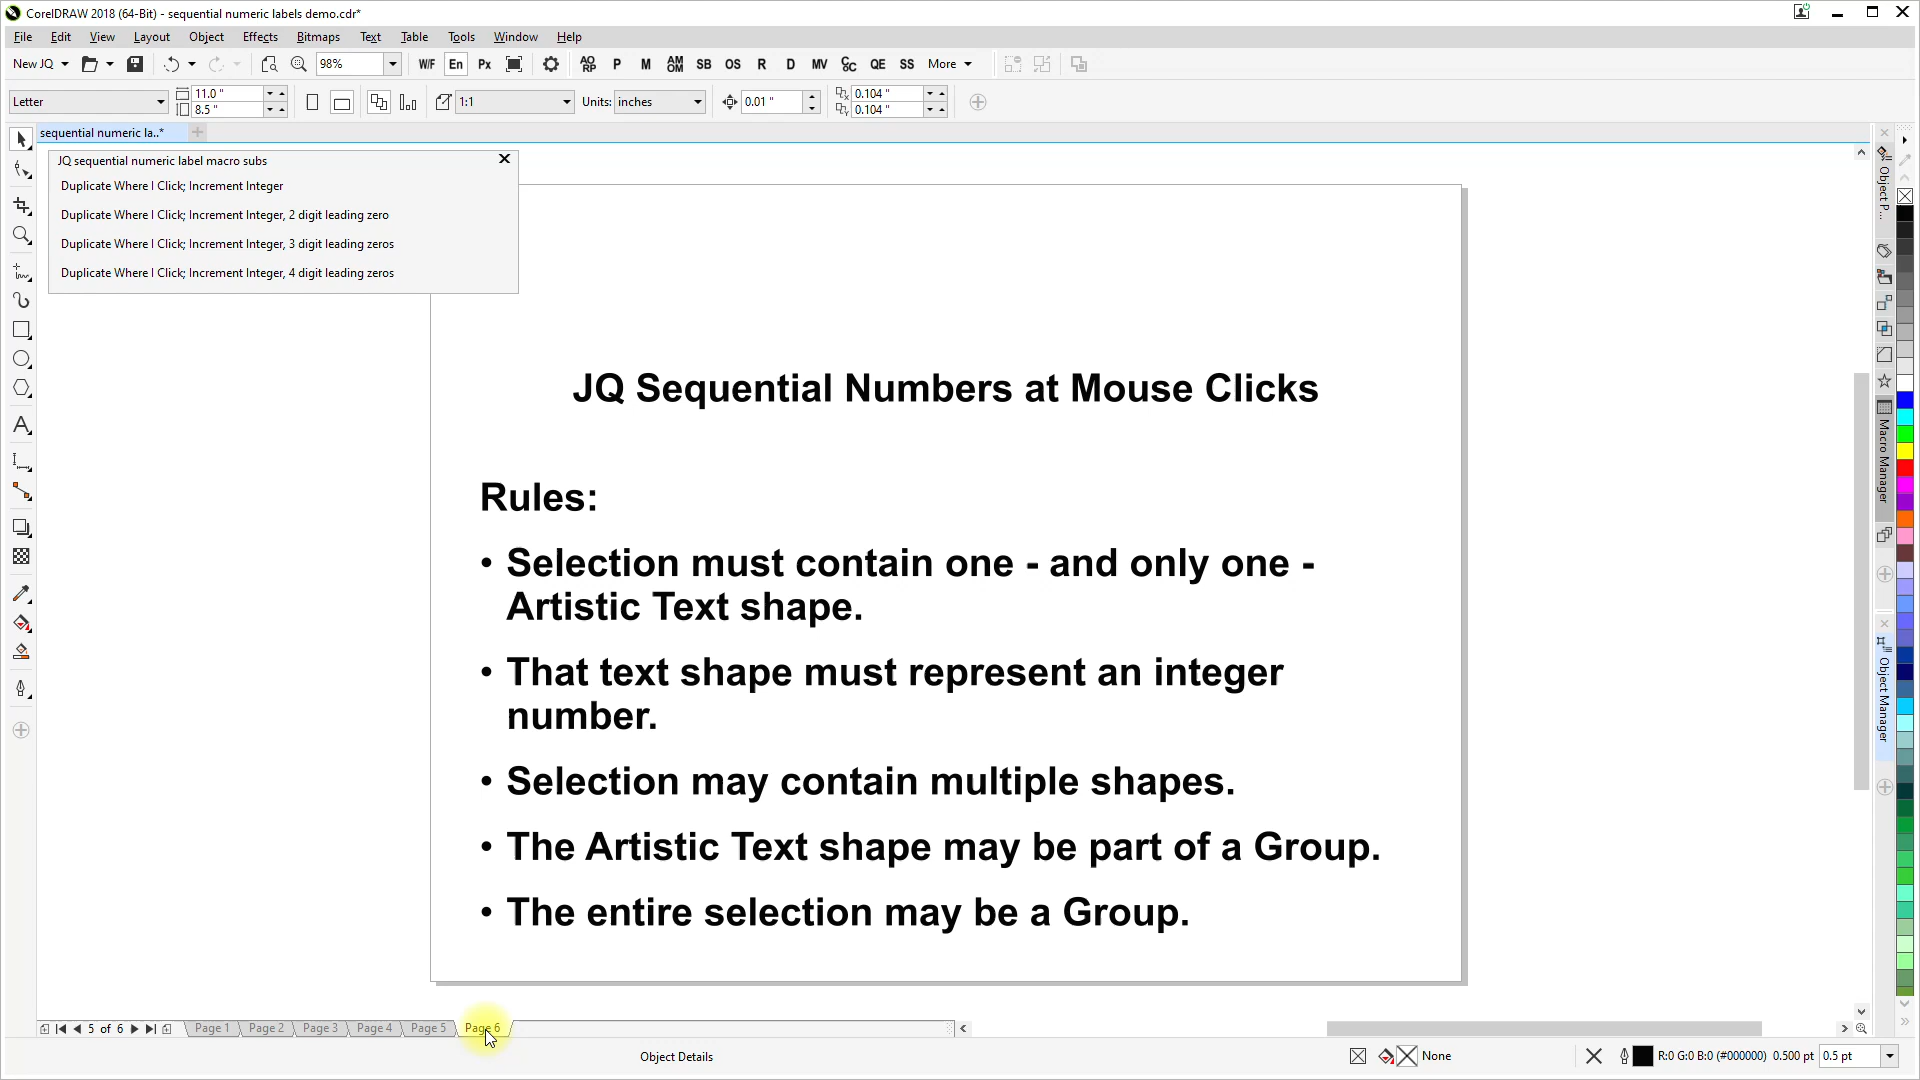 CorelDRAW 2018 (64-Bit) - sequential numeric labels demo.cdr*
File Edit View Layout Object Effects Bitmaps Text Table Tools Window Help
New JQ 98% W/F En Px P M AM OM SB OS R D MV QE SS More
Letter 11.0 " 8.5 " 1:1 Units: inches 0.01 " 0.104 " 0.104 "
sequential numeric la..*
JQ sequential numeric label macro subs
Duplicate Where I Click; Increment Integer
Duplicate Where I Click; Increment Integer, 2 digit leading zero
Duplicate Where I Click; Increment Integer, 3 digit leading zeros
Duplicate Where I Click; Increment Integer, 4 digit leading zeros
JQ Sequential Numbers at Mouse Clicks
Rules:
• Selection must contain one - and only one -
Artistic Text shape.
• That text shape must represent an integer
number.
• Selection may contain multiple shapes.
• The Artistic Text shape may be part of a Group.
• The entire selection may be a Group.
Object P...
Macro Manager
Object Manager
5 of 6 Page 1 Page 2 Page 3 Page 4 Page 5 Page 6
Object Details None R:0 G:0 B:0 (#000000) 0.500 pt 0.5 pt